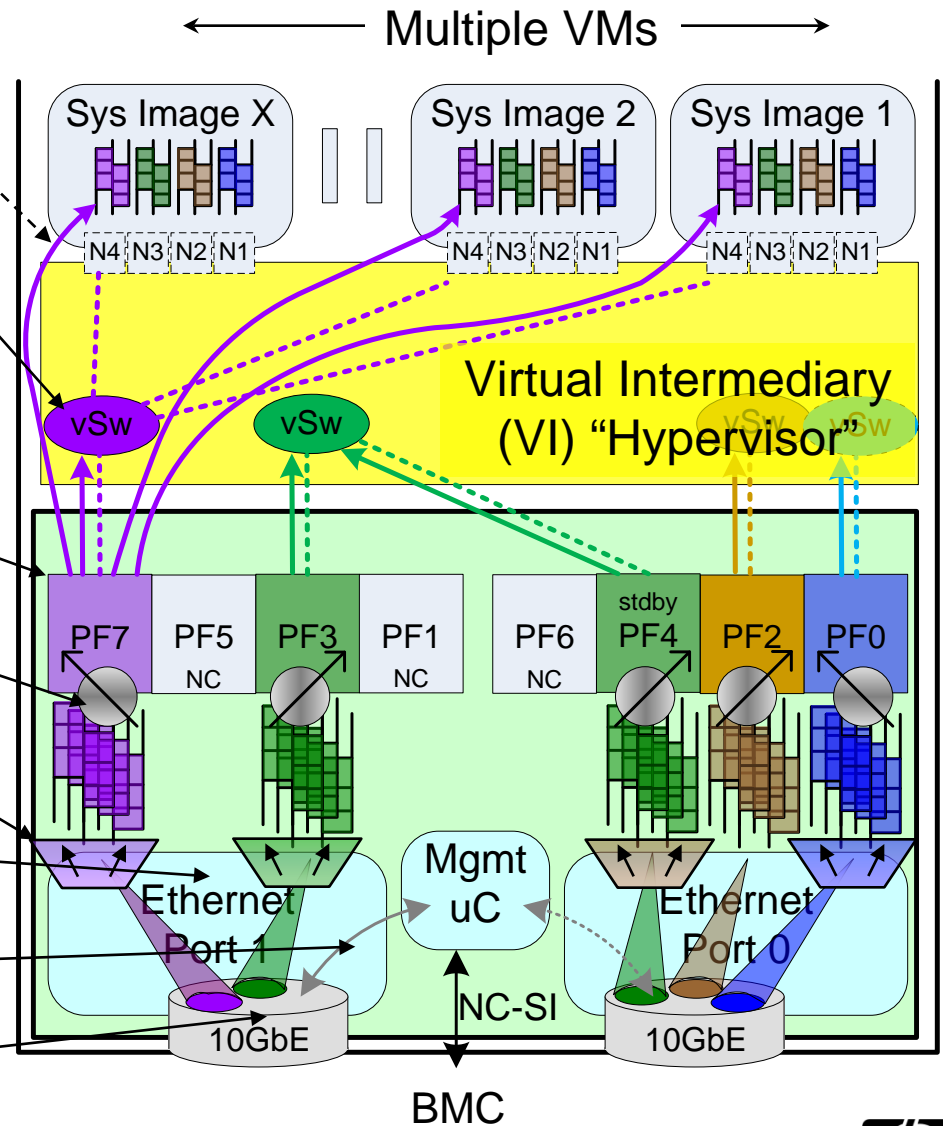 Multiple VMs
Sys Image X
Sys Image 2
Sys Image 1
N4 N3 N2 N1
N4 N3 N2 N1
N4 N3 N2 N1
Virtual Intermediary
(VI) “Hypervisor”
vSw
vSw
vSw
vSw
PF7
PF5
NC
PF3
PF1
NC
PF6
NC
stdby
PF4
PF2
PF0
Ethernet
Port 1
Mgmt
uC
Ethernet
Port 0
NC-SI
10GbE
10GbE
BMC